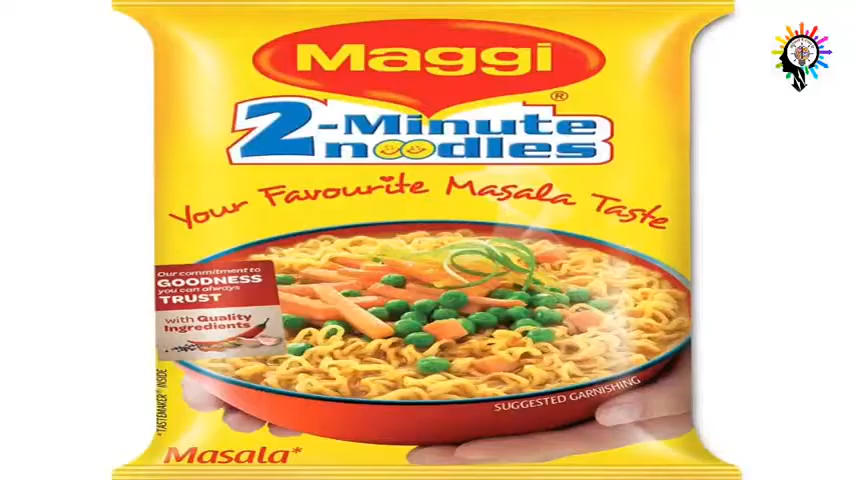 Maggi
®
2-Minute
noodles
Your Favourite Masala Taste
Our commitment to
GOODNESS
you can always
TRUST
with Quality
Ingredients
*TASTEMAKER® INSIDE
SUGGESTED GARNISHING
Masala*